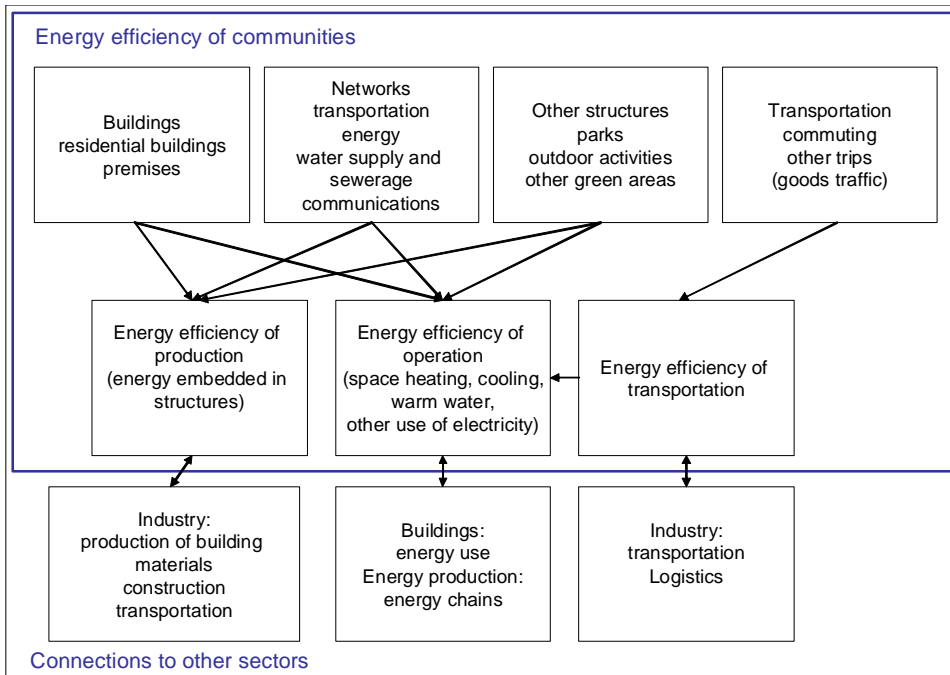 Energy efficiency of communities
Buildings
residential buildings
premises
Networks
transportation
energy
water supply and
sewerage
communications
Other structures
parks
outdoor activities
other green areas
Transportation
commuting
other trips
(goods traffic)
Energy efficiency of
production
(energy embedded in
structures)
Energy efficiency of
operation
(space heating, cooling,
warm water,
other use of electricity)
Energy efficiency of
transportation
Industry:
production of building
materials
construction
transportation
Buildings:
energy use
Energy production:
energy chains
Industry:
transportation
Logistics
Connections to other sectors